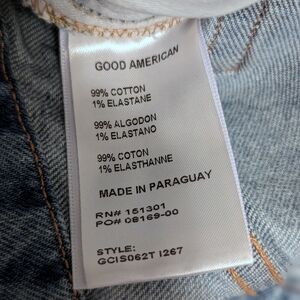 GOOD AMERICAN
99% COTTON
1% ELASTANE
99% ALGODON
1% ELASTANO
99% COTON
1% ELASTHANNE
MADE IN PARAGUAY
RN# 151301
PO# 08169-00
STYLE:
GCIS062T I267